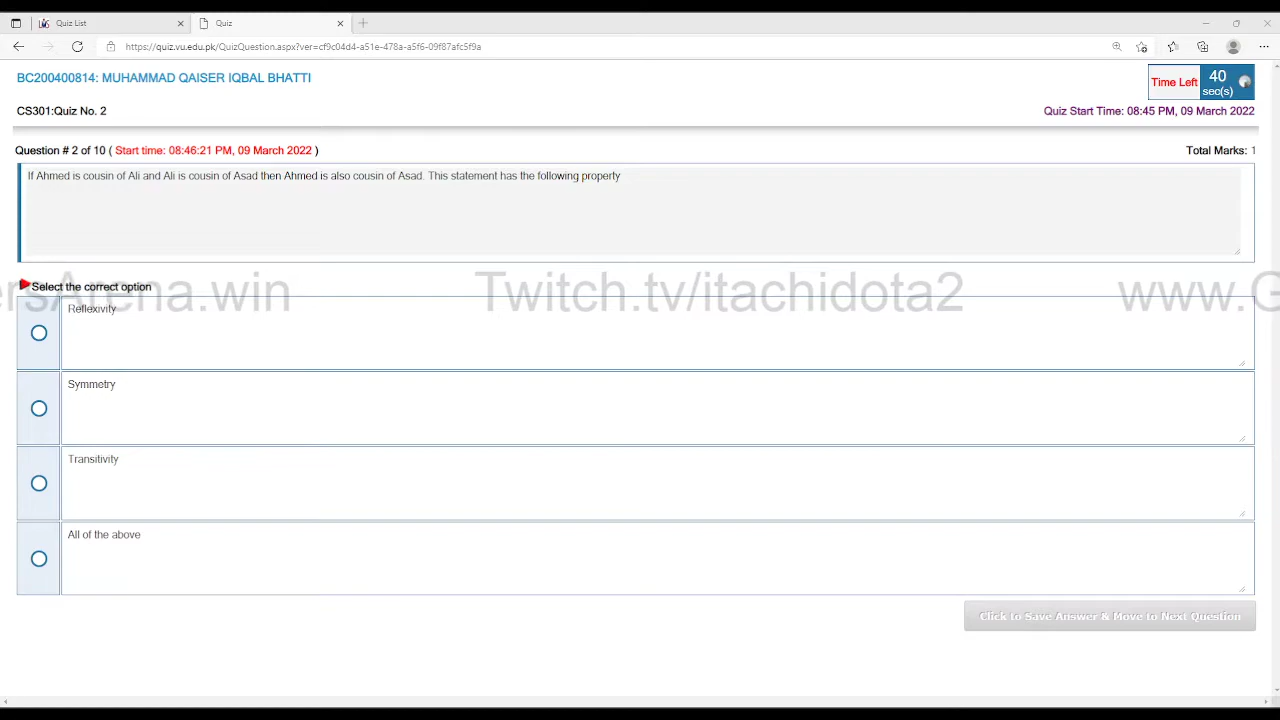 Quiz List
Quiz
https://quiz.vu.edu.pk/QuizQuestion.aspx?ver=cf9c04d4-a51e-478a-a5f6-09f87afc5f9a
BC200400814: MUHAMMAD QAISER IQBAL BHATTI
Time Left 40 sec(s)
CS301:Quiz No. 2
Quiz Start Time: 08:45 PM, 09 March 2022
Question # 2 of 10 ( Start time: 08:46:21 PM, 09 March 2022 )
Total Marks: 1
If Ahmed is cousin of Ali and Ali is cousin of Asad then Ahmed is also cousin of Asad. This statement has the following property
Select the correct option
ersArena.win Twitch.tv/itachidota2 www.G
Reflexivity
Symmetry
Transitivity
All of the above
Click to Save Answer & Move to Next Question